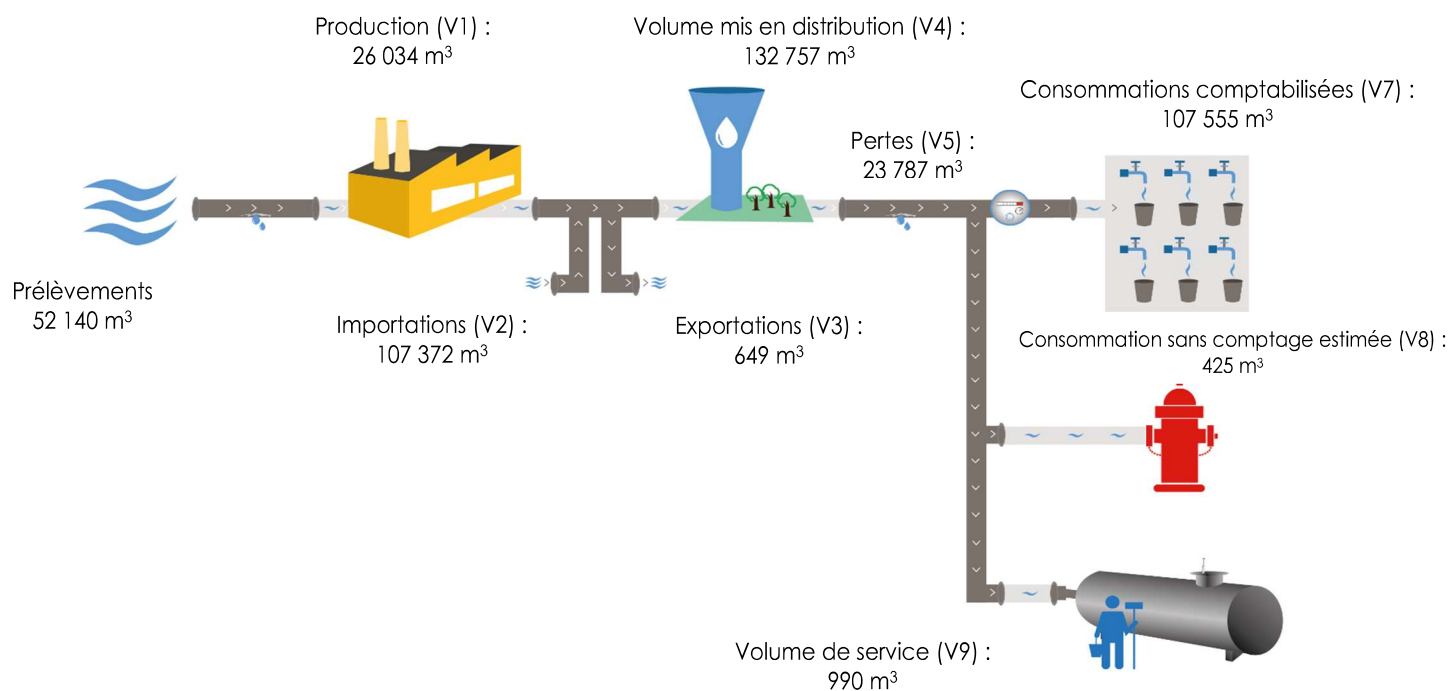 Production (V1) :
26 034 m³
Volume mis en distribution (V4) :
132 757 m³
Consommations comptabilisées (V7) :
107 555 m³
Pertes (V5) :
23 787 m³
Prélèvements
52 140 m³
Importations (V2) :
107 372 m³
Exportations (V3) :
649 m³
Consommation sans comptage estimée (V8) :
425 m³
Volume de service (V9) :
990 m³